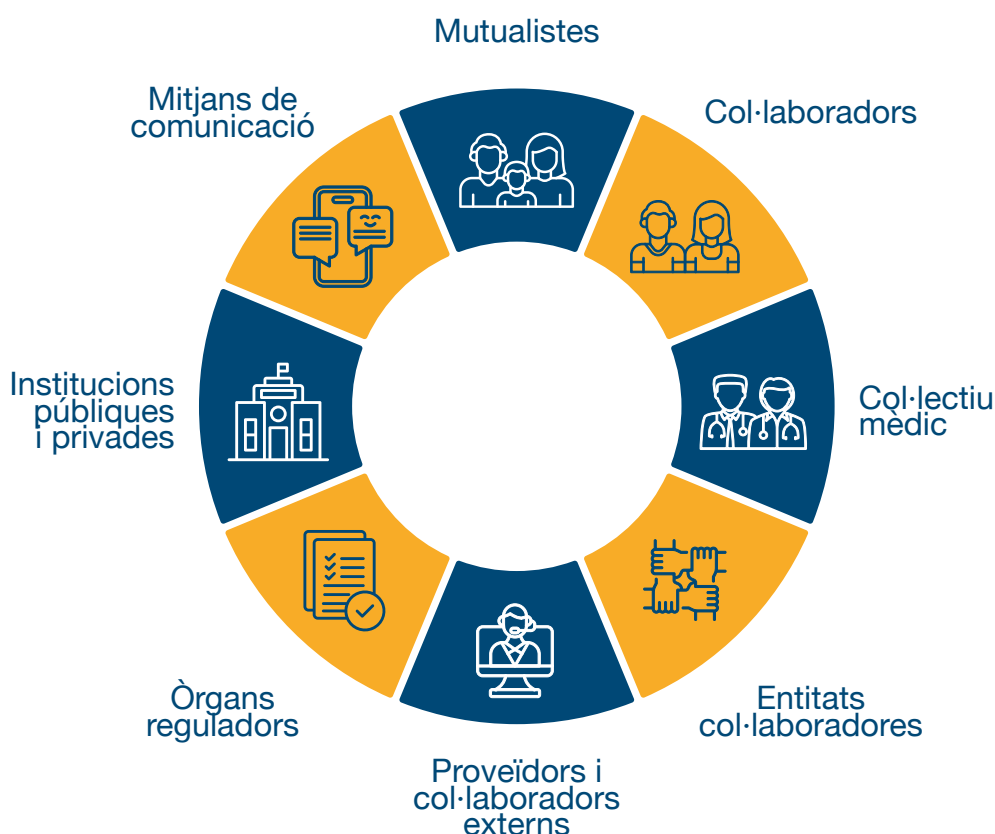 Mutualistes
Mitjans de
comunicació
Col·laboradors
Institucions
públiques
i privades
Col·lectiu
mèdic
Òrgans
reguladors
Entitats
col·laboradores
Proveïdors i
col·laboradors
externs